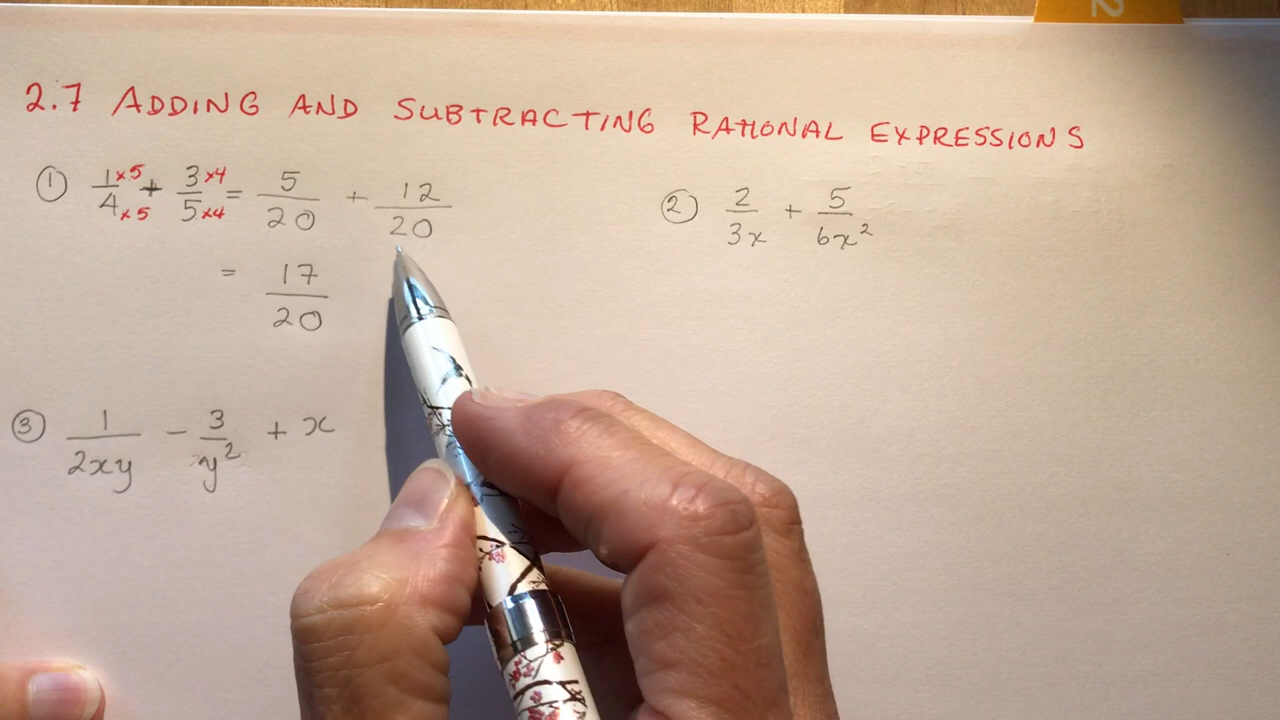 2
2.7 ADDING AND SUBTRACTING RATIONAL EXPRESSIONS
① 1×5/4×5 + 3×4/5×4 = 5/20 + 12/20
= 17/20
② 2/3x + 5/6x²
③ 1/2xy - 3/y² + x